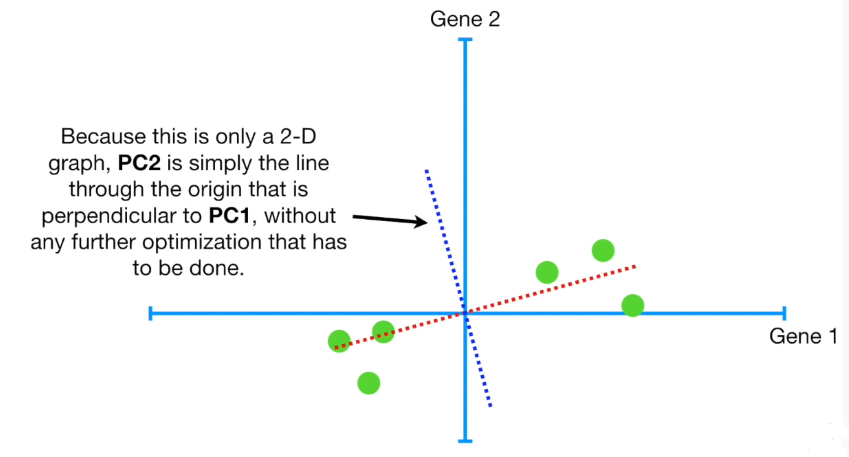 Gene 2
Because this is only a 2-D
graph, PC2 is simply the line
through the origin that is
perpendicular to PC1, without
any further optimization that has
to be done.
Gene 1